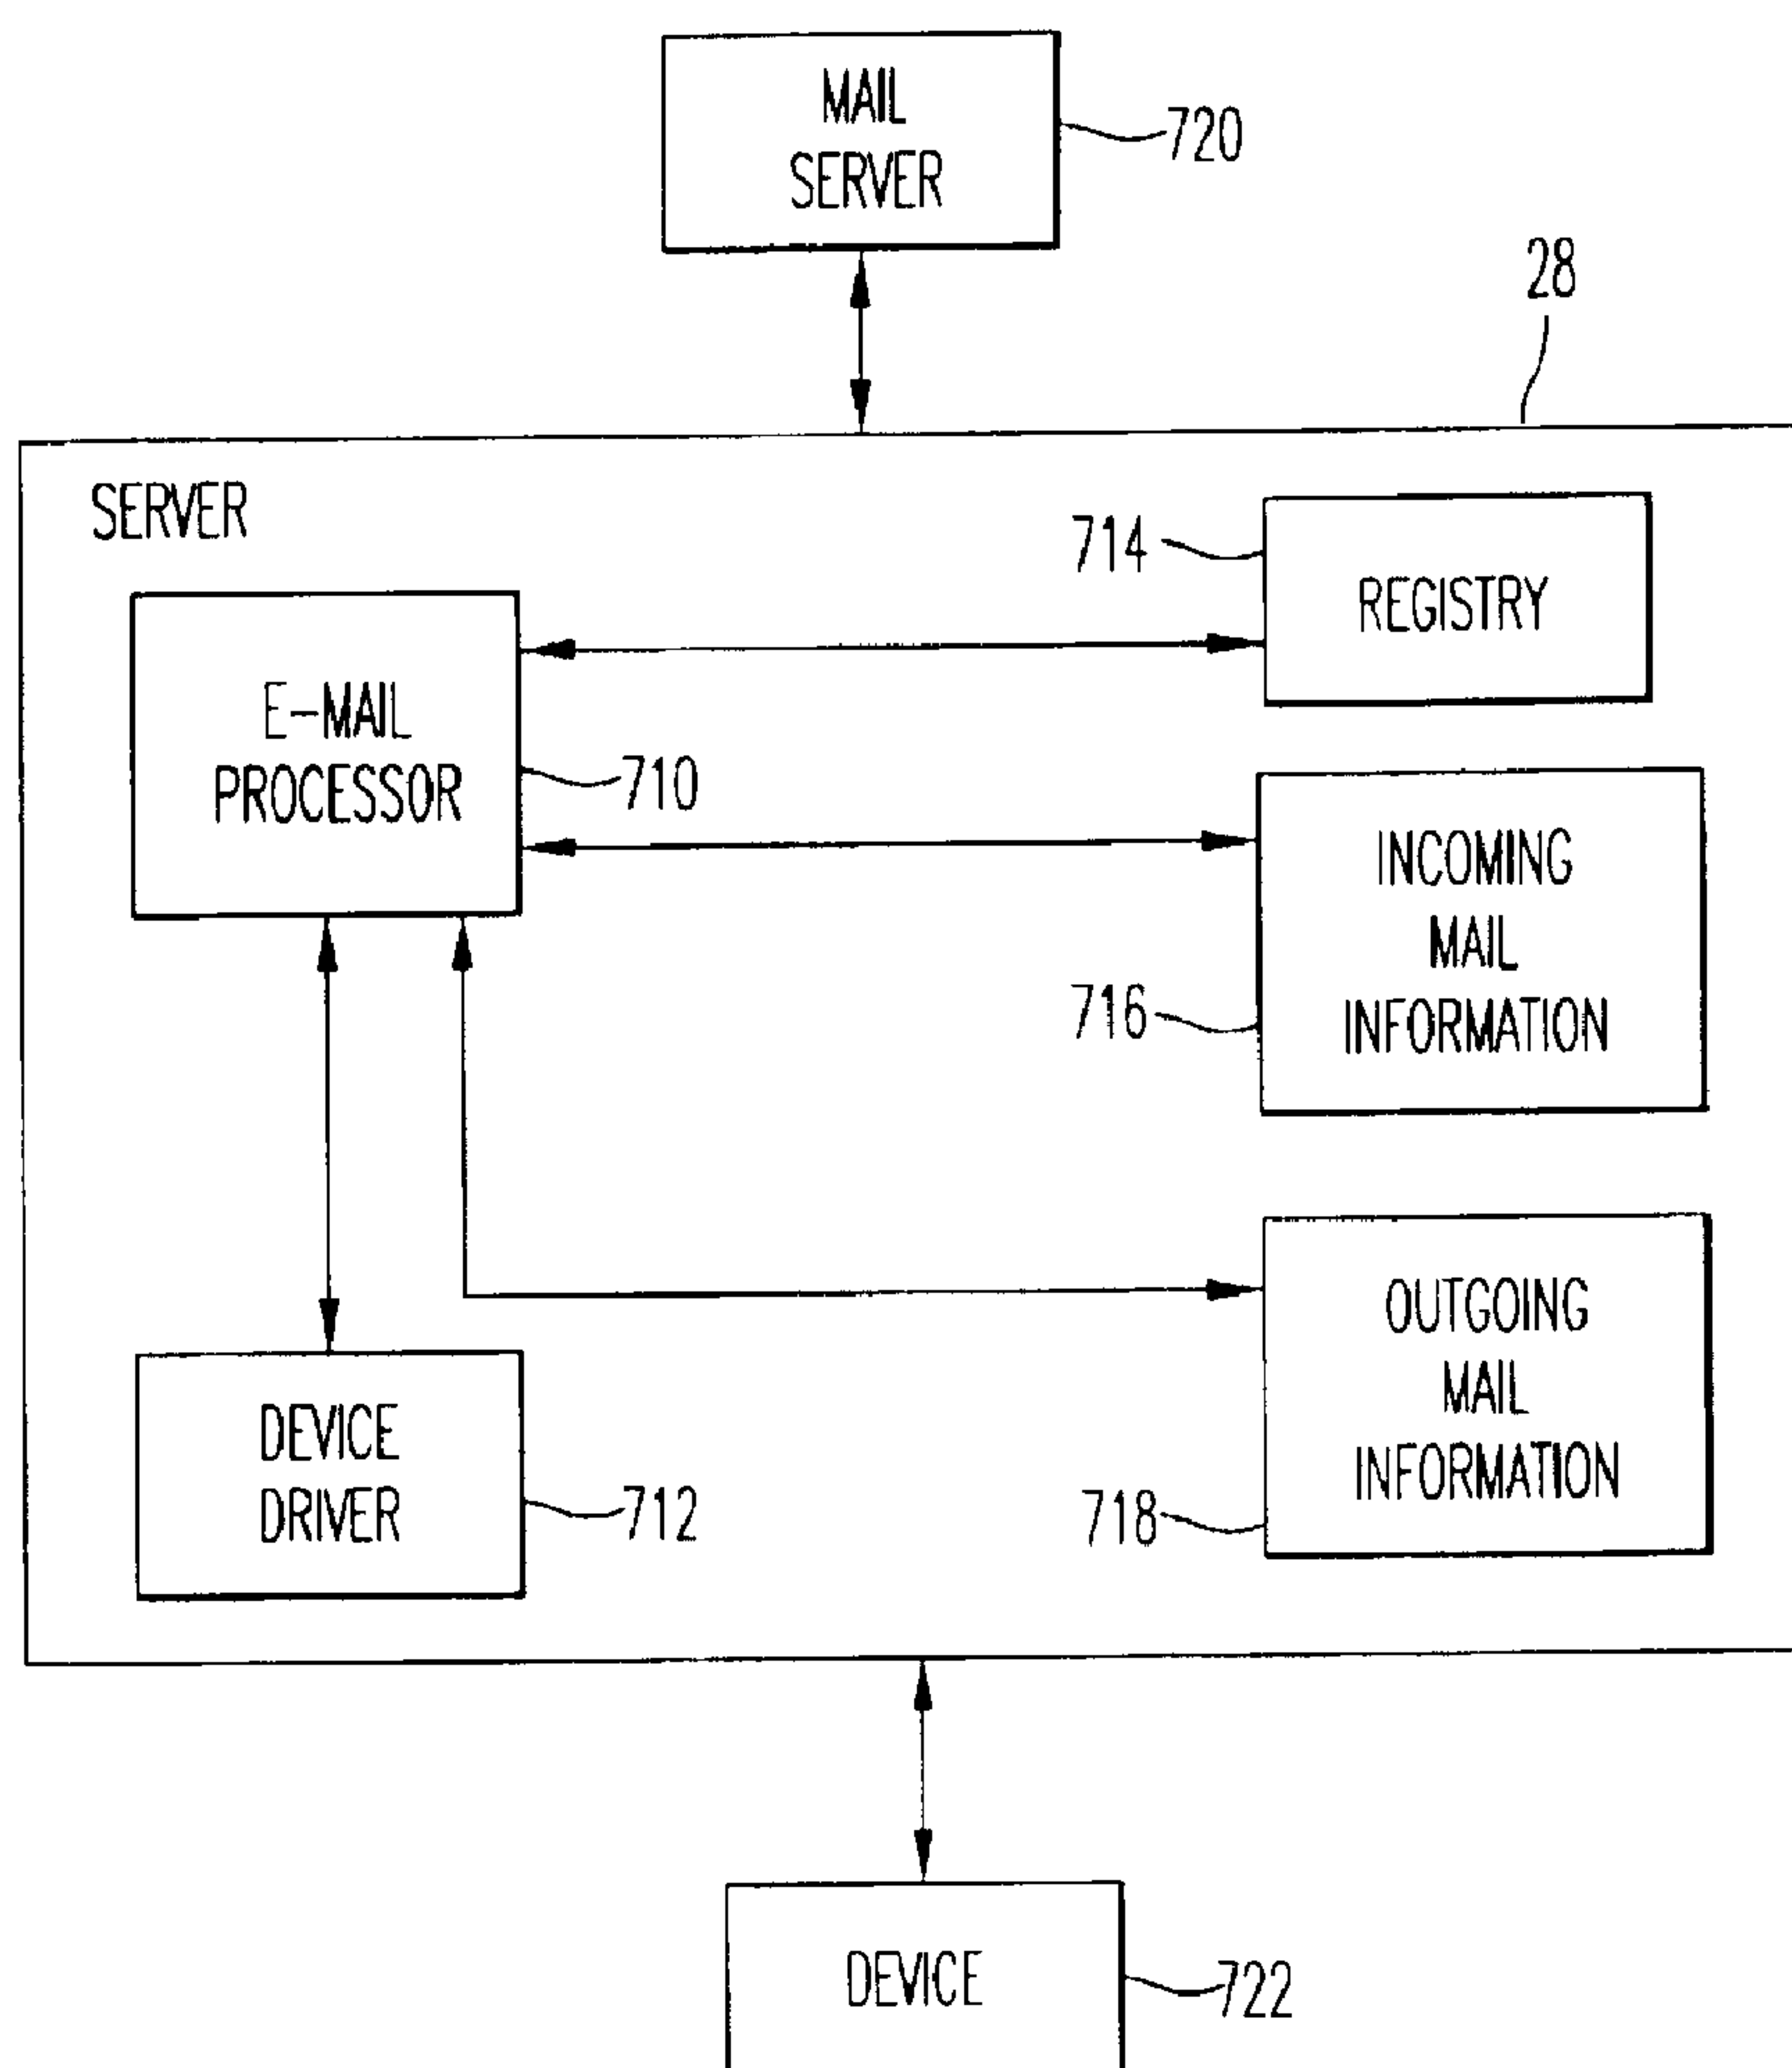 MAIL
SERVER
720
28
SERVER
714
REGISTRY
E-MAIL
PROCESSOR
710
INCOMING
MAIL
INFORMATION
716
OUTGOING
MAIL
INFORMATION
718
DEVICE
DRIVER
712
DEVICE
722